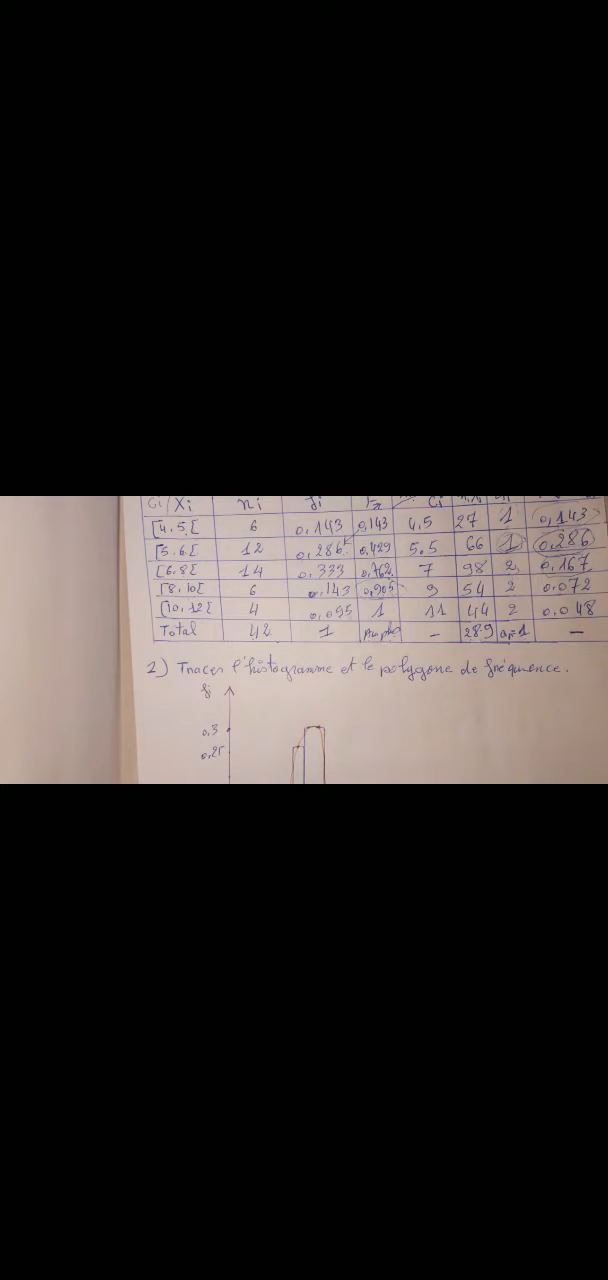 Ci/Xi ni fi Ci
[4.5[ 6 0,143 0,143 4,5 27 1 0,143
[5.6[ 12 0,286 0.429 5.5 66 1 0,286
[6.8[ 14 0.333 0.762 7 98 2 0,167
[8,10[ 6 0,143 0,905 9 54 2 0.072
[10,12[ 4 0,095 1 11 44 2 0.048
Total 42 1 - 289 -
2) Tracer l'histogramme et le polygone de fréquence.
fi
0,3
0,25